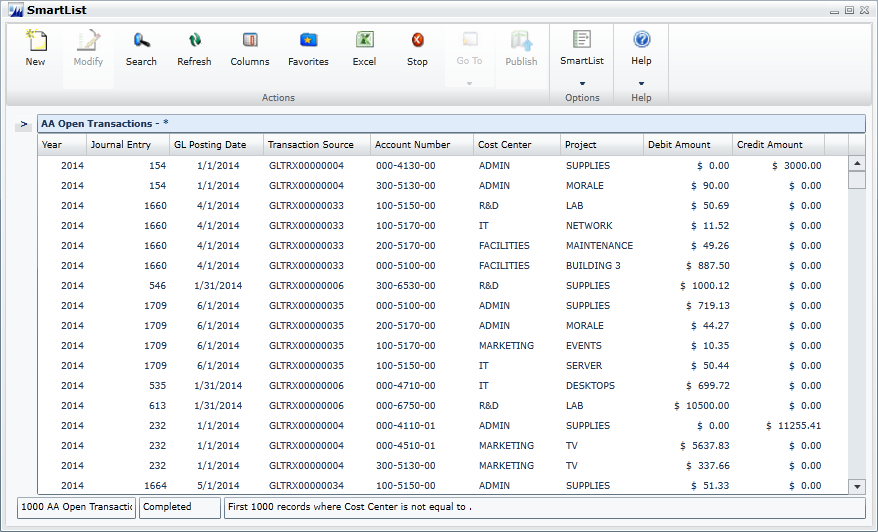 SmartList
New Modify Search Refresh Columns Favorites Excel Stop Go To Publish SmartList Help
Actions Options Help
> AA Open Transactions - *
Year Journal Entry GL Posting Date Transaction Source Account Number Cost Center Project Debit Amount Credit Amount
2014 154 1/1/2014 GLTRX00000004 000-4130-00 ADMIN SUPPLIES $ 0.00 $ 3000.00
2014 154 1/1/2014 GLTRX00000004 300-5130-00 ADMIN MORALE $ 90.00 $ 0.00
2014 1660 4/1/2014 GLTRX00000033 100-5150-00 R&D LAB $ 50.69 $ 0.00
2014 1660 4/1/2014 GLTRX00000033 100-5170-00 IT NETWORK $ 11.52 $ 0.00
2014 1660 4/1/2014 GLTRX00000033 200-5170-00 FACILITIES MAINTENANCE $ 49.26 $ 0.00
2014 1660 4/1/2014 GLTRX00000033 000-5100-00 FACILITIES BUILDING 3 $ 887.50 $ 0.00
2014 546 1/31/2014 GLTRX00000006 300-6530-00 R&D SUPPLIES $ 1000.12 $ 0.00
2014 1709 6/1/2014 GLTRX00000035 000-5100-00 ADMIN SUPPLIES $ 719.13 $ 0.00
2014 1709 6/1/2014 GLTRX00000035 200-5170-00 ADMIN MORALE $ 44.27 $ 0.00
2014 1709 6/1/2014 GLTRX00000035 100-5170-00 MARKETING EVENTS $ 10.35 $ 0.00
2014 1709 6/1/2014 GLTRX00000035 100-5150-00 IT SERVER $ 50.44 $ 0.00
2014 535 1/31/2014 GLTRX00000006 000-4710-00 IT DESKTOPS $ 699.72 $ 0.00
2014 613 1/31/2014 GLTRX00000006 000-6750-00 R&D LAB $ 10500.00 $ 0.00
2014 232 1/1/2014 GLTRX00000004 000-4110-01 ADMIN SUPPLIES $ 0.00 $ 11255.41
2014 232 1/1/2014 GLTRX00000004 000-4510-01 MARKETING TV $ 5637.83 $ 0.00
2014 232 1/1/2014 GLTRX00000004 300-5130-00 MARKETING TV $ 337.66 $ 0.00
2014 1664 5/1/2014 GLTRX00000034 100-5150-00 ADMIN SUPPLIES $ 51.33 $ 0.00
1000 AA Open Transactic Completed First 1000 records where Cost Center is not equal to .